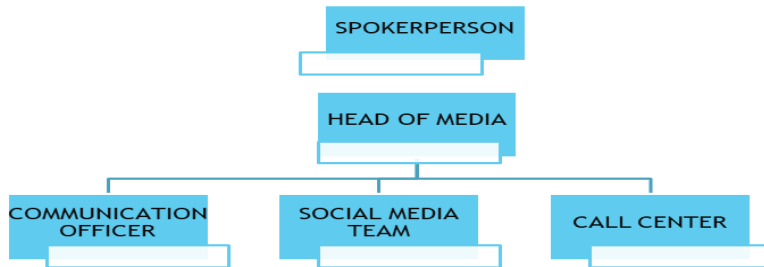 SPOKERPERSON
HEAD OF MEDIA
COMMUNICATION
OFFICER
SOCIAL MEDIA
TEAM
CALL CENTER